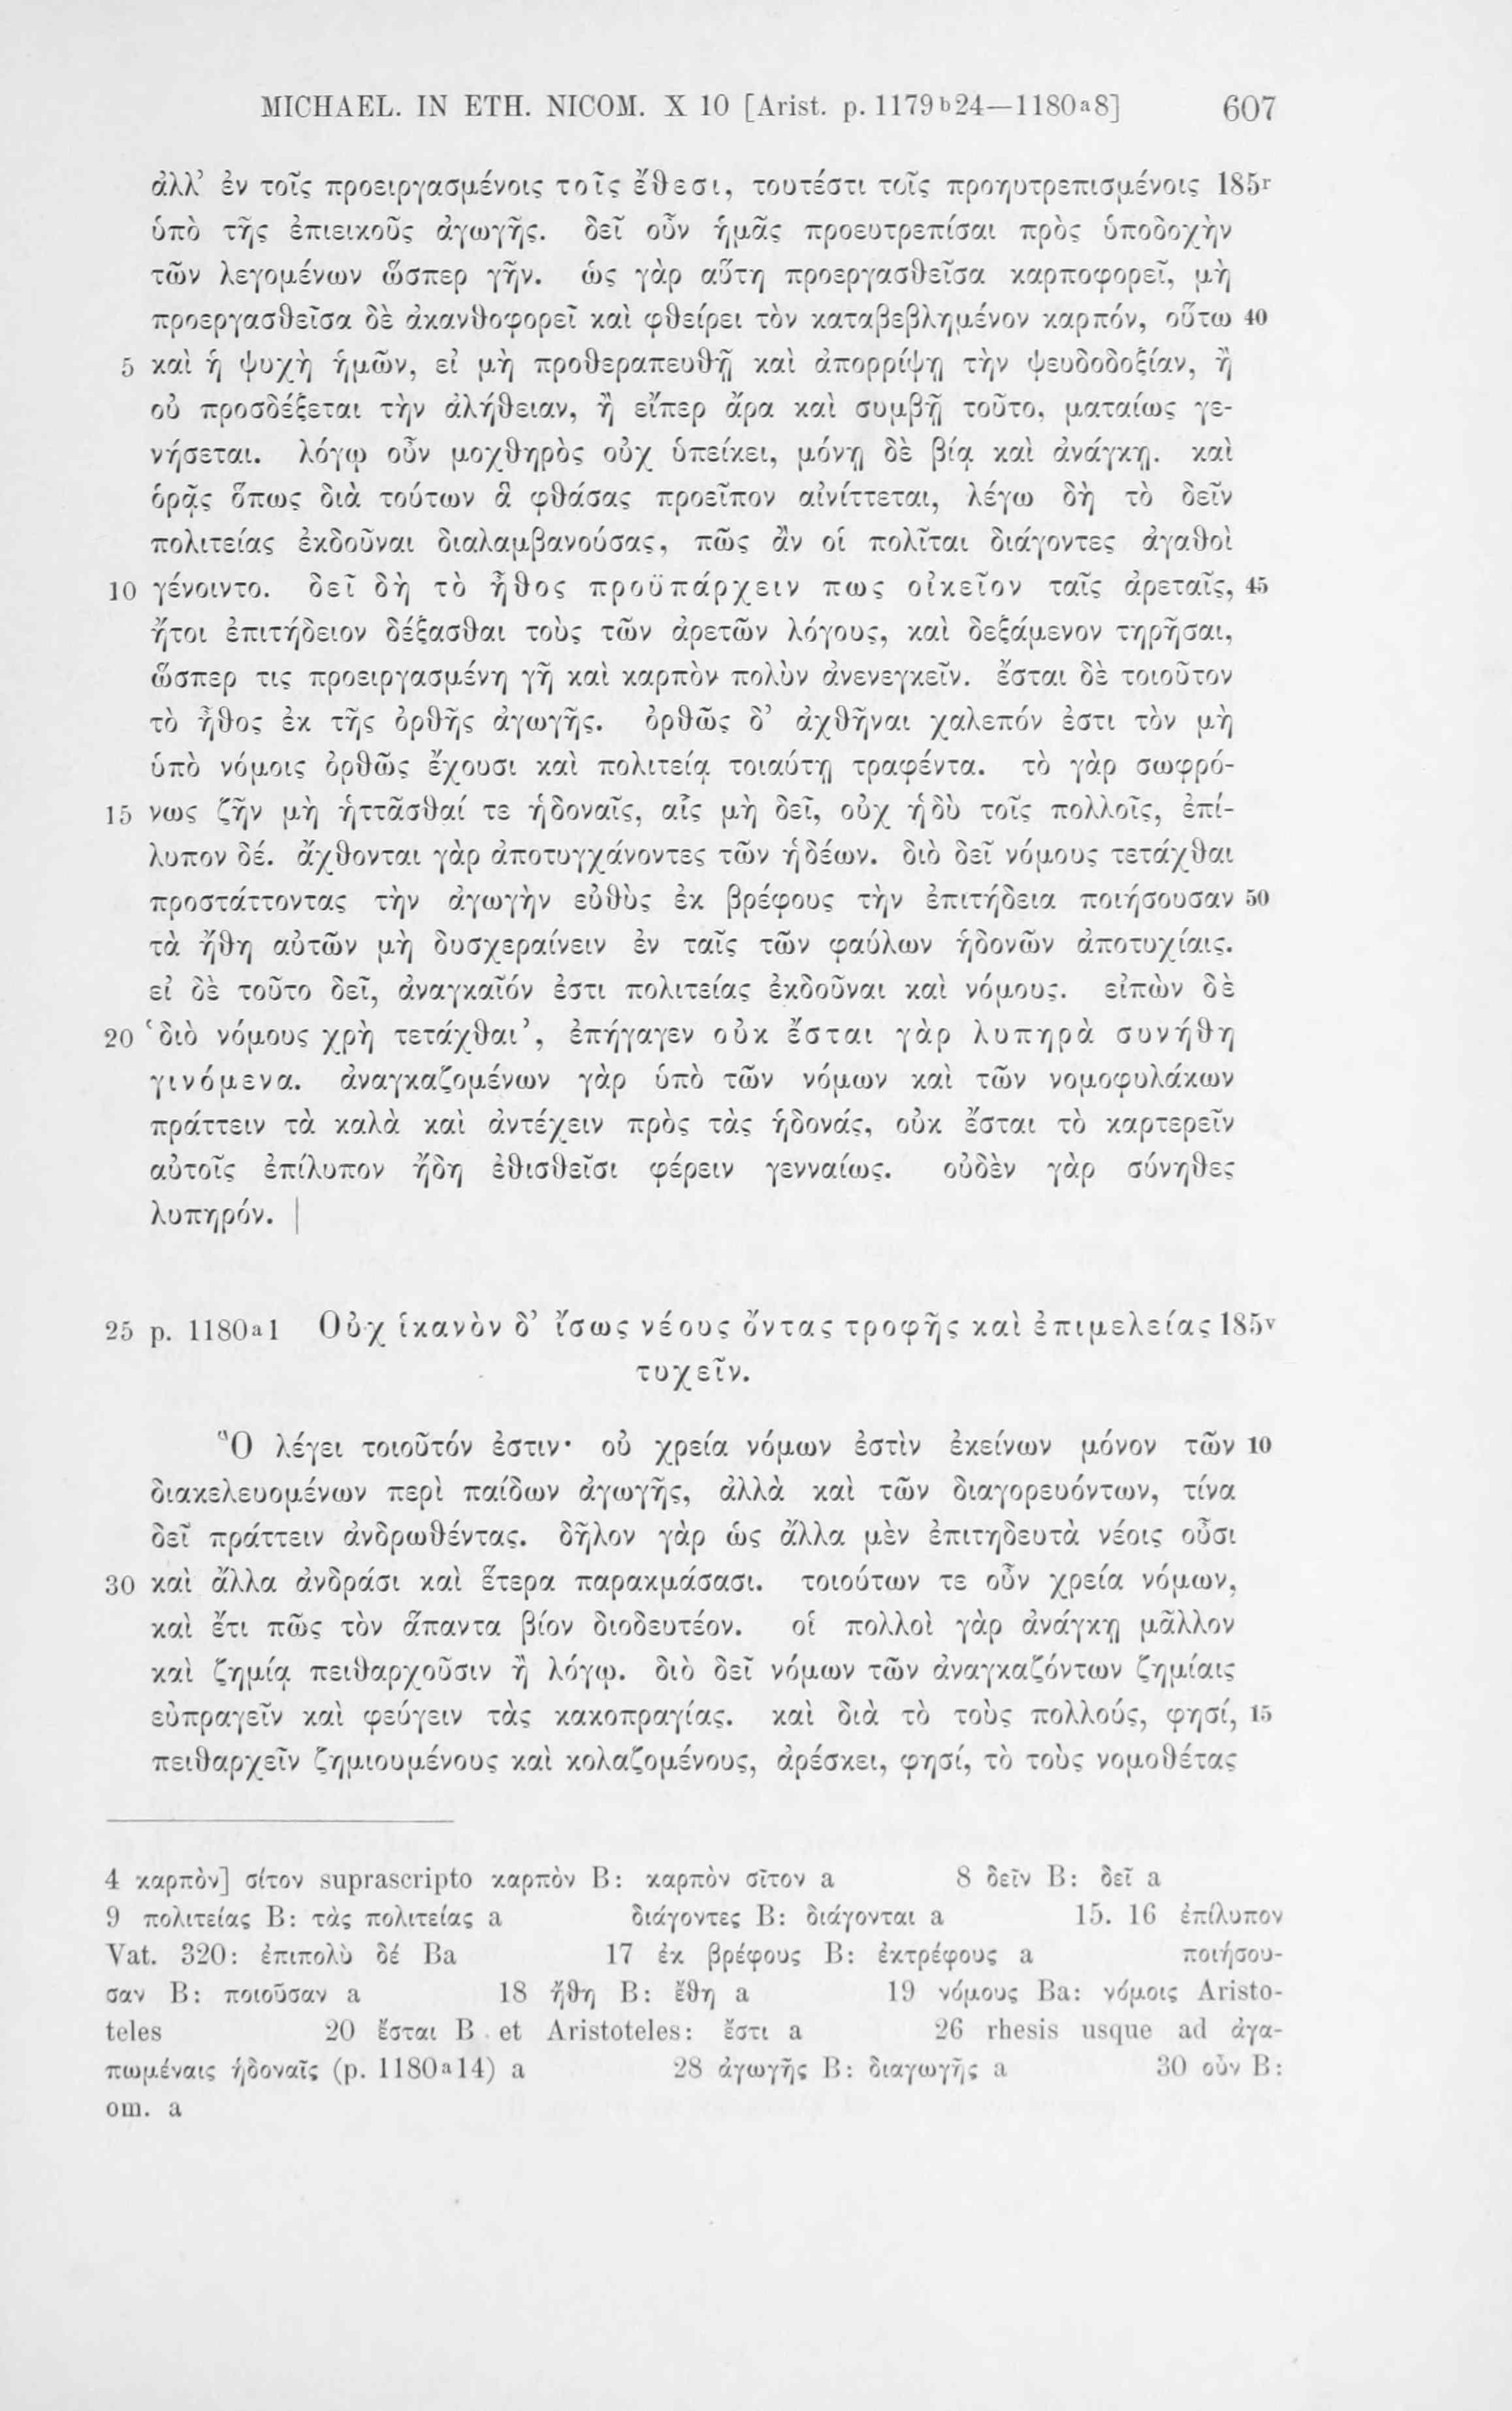 MICHAEL. IN ETH. NICOM. X 10 [Arist. p. 1179b24—1180a8] 607
ἀλλ’ ἐν τοῖς προειργασμένοις τοῖς ἔθεσι, τουτέστι τοῖς προηυτρεπισμένοις 185r
ὑπὸ τῆς ἐπιεικοῦς ἀγωγῆς. δεῖ οὖν ἡμᾶς προευτρεπίσαι πρὸς ὑποδοχὴν
τῶν λεγομένων ὥσπερ γῆν. ὡς γὰρ αὕτη προεργασθεῖσα καρποφορεῖ, μὴ
προεργασθεῖσα δὲ ἀκανθοφορεῖ καὶ φθείρει τὸν καταβεβλημένον καρπόν, οὕτω 40
5 καὶ ἡ ψυχὴ ἡμῶν, εἰ μὴ προθεραπευθῇ καὶ ἀπορρίψῃ τὴν ψευδοδοξίαν, ἢ
οὐ προσδέξεται τὴν ἀλήθειαν, ἢ εἴπερ ἄρα καὶ συμβῇ τοῦτο, ματαίως γε-
νήσεται. λόγῳ οὖν μοχθηρὸς οὐχ ὑπείκει, μόνῃ δὲ βίᾳ καὶ ἀνάγκῃ. καὶ
ὁρᾷς ὅπως διὰ τούτων ἃ φθάσας προεῖπον αἰνίττεται, λέγω δὴ τὸ δεῖν
πολιτείας ἐκδοῦναι διαλαμβανούσας, πῶς ἂν οἱ πολῖται διάγοντες ἀγαθοὶ
10 γένοιντο. δεῖ δὴ τὸ ἦθος προϋπάρχειν πως οἰκεῖον ταῖς ἀρεταῖς, 45
ἤτοι ἐπιτήδειον δέξασθαι τοὺς τῶν ἀρετῶν λόγους, καὶ δεξάμενον τηρῆσαι,
ὥσπερ τις προειργασμένη γῆ καὶ καρπὸν πολὺν ἀνενεγκεῖν. ἔσται δὲ τοιοῦτον
τὸ ἦθος ἐκ τῆς ὀρθῆς ἀγωγῆς. ὀρθῶς δ’ ἀχθῆναι χαλεπόν ἐστι τὸν μὴ
ὑπὸ νόμοις ὀρθῶς ἔχουσι καὶ πολιτείᾳ τοιαύτῃ τραφέντα. τὸ γὰρ σωφρό-
15 νως ζῆν μὴ ἡττᾶσθαί τε ἡδοναῖς, αἷς μὴ δεῖ, οὐχ ἡδὺ τοῖς πολλοῖς, ἐπί-
λυπον δέ. ἄχθονται γὰρ ἀποτυγχάνοντες τῶν ἡδέων. διὸ δεῖ νόμους τετάχθαι
προστάττοντας τὴν ἀγωγὴν εὐθὺς ἐκ βρέφους τὴν ἐπιτήδεια ποιήσουσαν 50
τὰ ἤθη αὐτῶν μὴ δυσχεραίνειν ἐν ταῖς τῶν φαύλων ἡδονῶν ἀποτυχίαις.
εἰ δὲ τοῦτο δεῖ, ἀναγκαῖόν ἐστι πολιτείας ἐκδοῦναι καὶ νόμους. εἰπὼν δὲ
20 ‘διὸ νόμους χρὴ τετάχθαι’, ἐπήγαγεν οὐκ ἔσται γὰρ λυπηρὰ συνήθη
γινόμενα. ἀναγκαζομένων γὰρ ὑπὸ τῶν νόμων καὶ τῶν νομοφυλάκων
πράττειν τὰ καλὰ καὶ ἀντέχειν πρὸς τὰς ἡδονάς, οὐκ ἔσται τὸ καρτερεῖν
αὐτοῖς ἐπίλυπον ἤδη ἐθισθεῖσι φέρειν γενναίως. οὐδὲν γὰρ σύνηθες
λυπηρόν. |
25 p. 1180a1 Οὐχ ἱκανὸν δ’ ἴσως νέους ὄντας τροφῆς καὶ ἐπιμελείας 185v
τυχεῖν.
Ὃ λέγει τοιοῦτόν ἐστιν· οὐ χρεία νόμων ἐστὶν ἐκείνων μόνον τῶν 10
διακελευομένων περὶ παίδων ἀγωγῆς, ἀλλὰ καὶ τῶν διαγορευόντων, τίνα
δεῖ πράττειν ἀνδρωθέντας. δῆλον γὰρ ὡς ἄλλα μὲν ἐπιτηδευτὰ νέοις οὖσι
30 καὶ ἄλλα ἀνδράσι καὶ ἕτερα παρακμάσασι. τοιούτων τε οὖν χρεία νόμων,
καὶ ἔτι πῶς τὸν ἅπαντα βίον διοδευτέον. οἱ πολλοὶ γὰρ ἀνάγκῃ μᾶλλον
καὶ ζημίᾳ πειθαρχοῦσιν ἢ λόγῳ. διὸ δεῖ νόμων τῶν ἀναγκαζόντων ζημίαις
εὐπραγεῖν καὶ φεύγειν τὰς κακοπραγίας. καὶ διὰ τὸ τοὺς πολλούς, φησί, 15
πειθαρχεῖν ζημιουμένους καὶ κολαζομένους, ἀρέσκει, φησί, τὸ τοὺς νομοθέτας
4 καρπὸν] σίτον suprascripto καρπὸν B: καρπὸν σῖτον a 8 δεῖν B: δεῖ a
9 πολιτείας B: τὰς πολιτείας a διάγοντες B: διάγονται a 15. 16 ἐπίλυπον
Vat. 320: ἐπιπολὺ δέ Ba 17 ἐκ βρέφους B: ἐκτρέφους a ποιήσου-
σαν B: ποιοῦσαν a 18 ἤθη B: ἔθη a 19 νόμους Ba: νόμοις Aristo-
teles 20 ἔσται B et Aristoteles: ἔστι a 26 rhesis usque ad ἀγα-
πωμέναις ἡδοναῖς (p. 1180a14) a 28 ἀγωγῆς B: διαγωγῆς a 30 οὖν B:
om. a